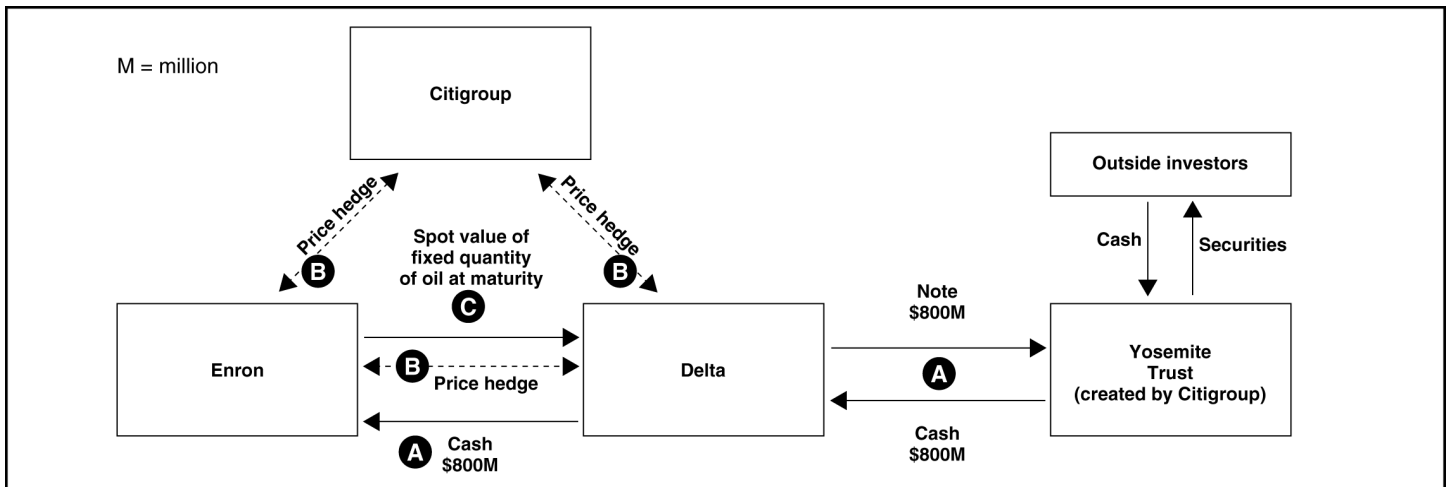 M = million
Citigroup
Outside investors
Price hedge
B
Price hedge
B
Spot value of
fixed quantity
of oil at maturity
C
Cash
Securities
Note
$800M
Enron
B
Price hedge
Delta
A
Yosemite
Trust
(created by Citigroup)
A
Cash
$800M
Cash
$800M